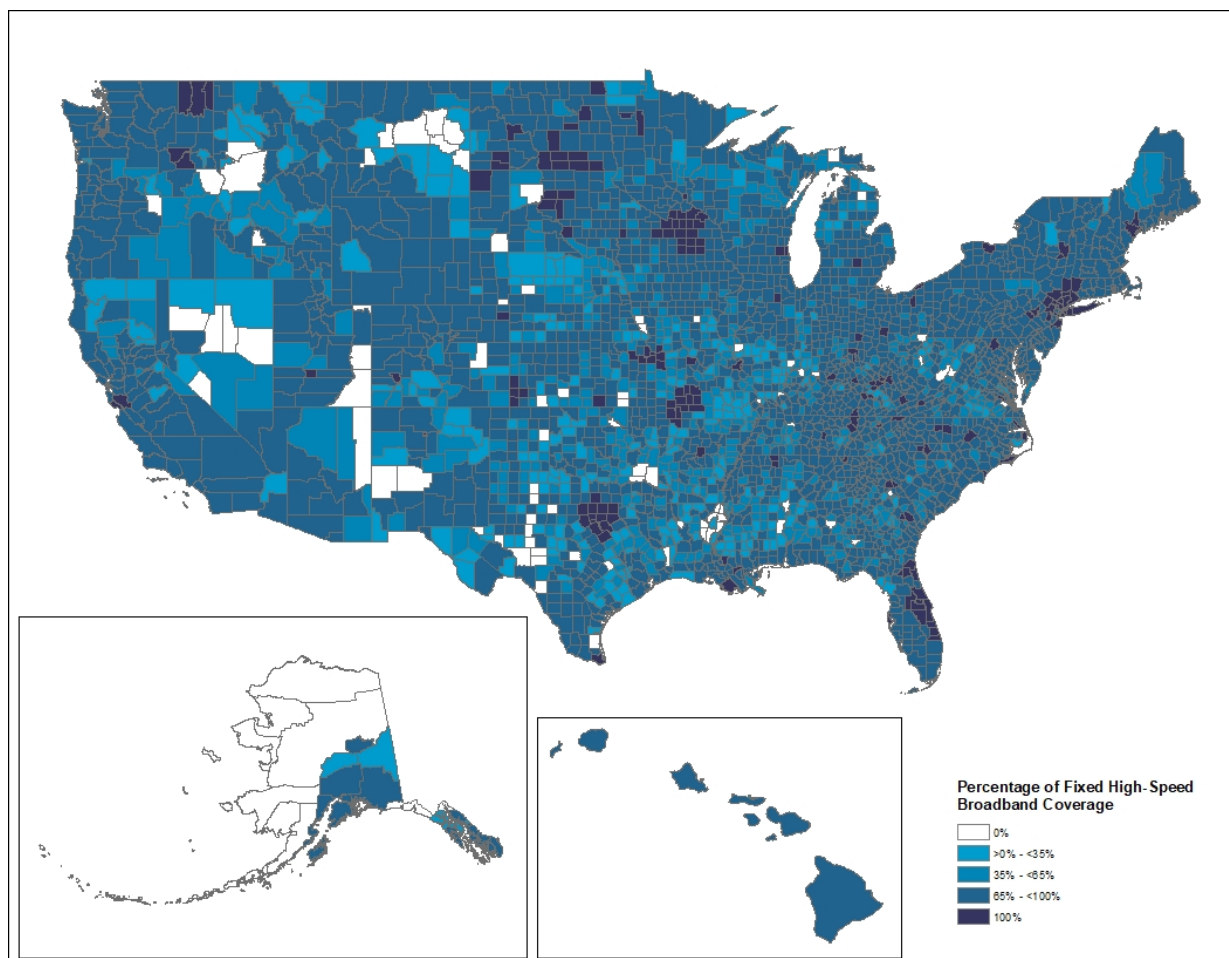 Percentage of Fixed High-Speed
Broadband Coverage
0%
>0% - <35%
35% - <65%
65% - <100%
100%